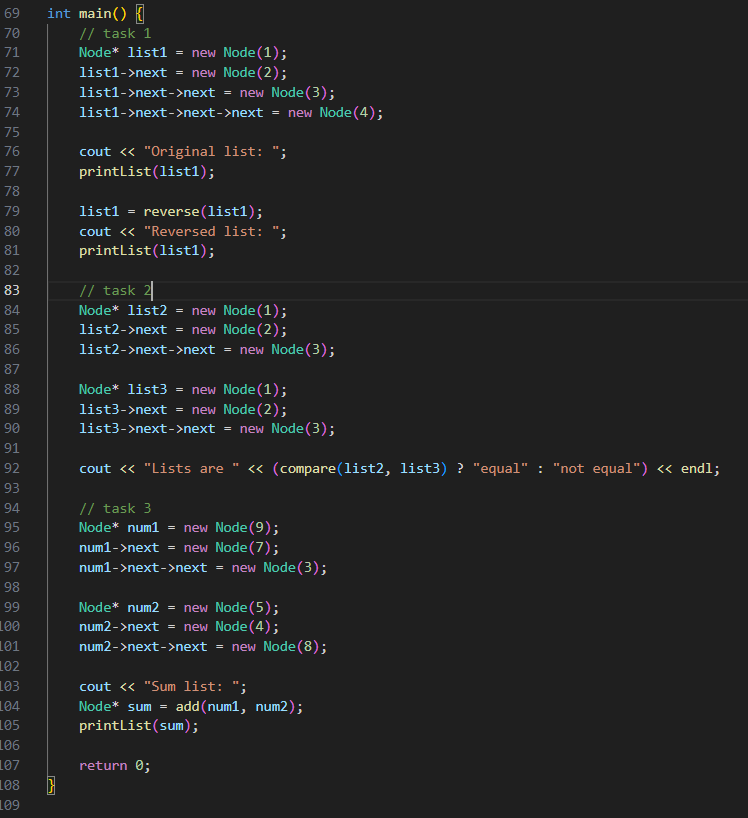 69 int main() {
70 // task 1
71 Node* list1 = new Node(1);
72 list1->next = new Node(2);
73 list1->next->next = new Node(3);
74 list1->next->next->next = new Node(4);
75
76 cout << "Original list: ";
77 printList(list1);
78
79 list1 = reverse(list1);
80 cout << "Reversed list: ";
81 printList(list1);
82
83 // task 2
84 Node* list2 = new Node(1);
85 list2->next = new Node(2);
86 list2->next->next = new Node(3);
87
88 Node* list3 = new Node(1);
89 list3->next = new Node(2);
90 list3->next->next = new Node(3);
91
92 cout << "Lists are " << (compare(list2, list3) ? "equal" : "not equal") << endl;
93
94 // task 3
95 Node* num1 = new Node(9);
96 num1->next = new Node(7);
97 num1->next->next = new Node(3);
98
99 Node* num2 = new Node(5);
100 num2->next = new Node(4);
101 num2->next->next = new Node(8);
102
103 cout << "Sum list: ";
104 Node* sum = add(num1, num2);
105 printList(sum);
106
107 return 0;
108 }
109